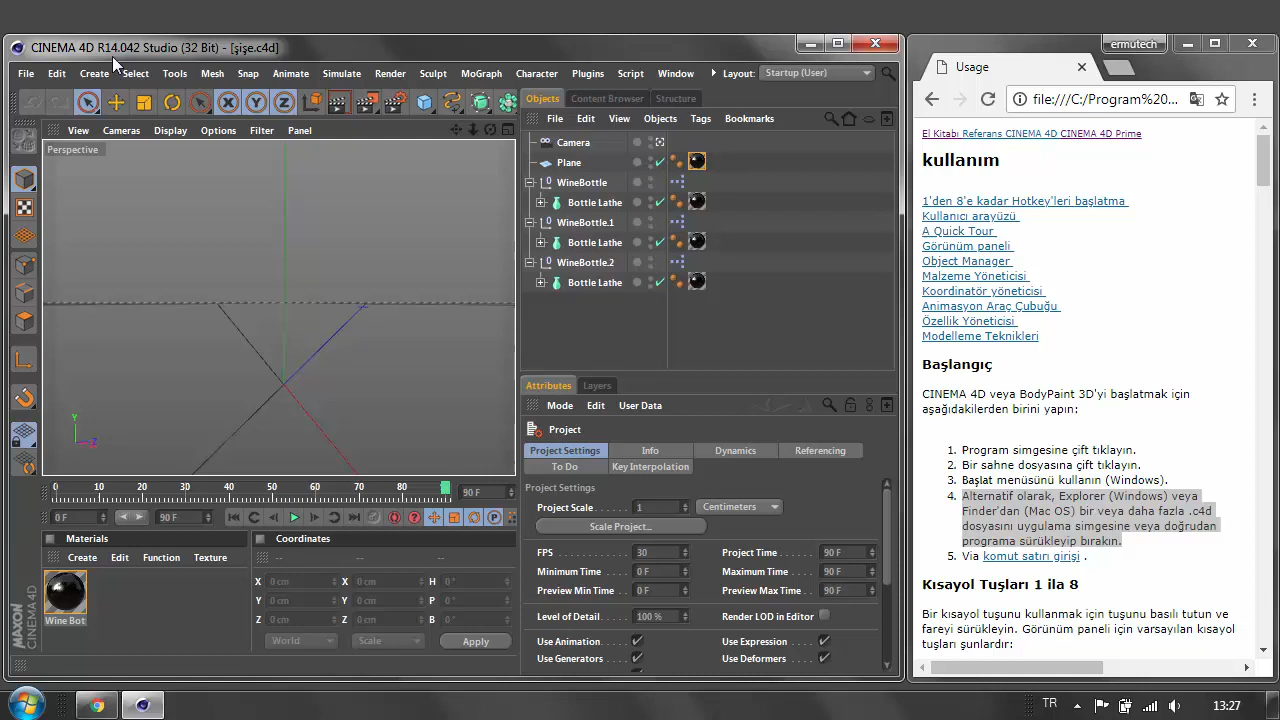 CINEMA 4D R14.042 Studio (32 Bit) - [şişe.c4d]
File Edit Create Select Tools Mesh Snap Animate Simulate Render Sculpt MoGraph Character Plugins Script Window Layout: Startup (User)
View Cameras Display Options Filter Panel
Perspective
Y
Z
0 10 20 30 40 50 60 70 80 90 F
0 F 90 F
Materials
Create Edit Function Texture
Wine Bot
MAXON
CINEMA 4D
Coordinates
-- -- --
X 0 cm X 0 cm H 0 °
Y 0 cm Y 0 cm P 0 °
Z 0 cm Z 0 cm B 0 °
World Scale Apply
Objects Content Browser Structure
File Edit View Objects Tags Bookmarks
Camera
Plane
WineBottle
Bottle Lathe
WineBottle.1
Bottle Lathe
WineBottle.2
Bottle Lathe
Attributes Layers
Mode Edit User Data
Project
Project Settings Info Dynamics Referencing
To Do Key Interpolation
Project Settings
Project Scale 1 Centimeters
Scale Project...
FPS 30 Project Time 90 F
Minimum Time 0 F Maximum Time 90 F
Preview Min Time 0 F Preview Max Time 90 F
Level of Detail 100 % Render LOD in Editor
Use Animation Use Expression
Use Generators Use Deformers
ermutech
Usage
file:///C:/Program%20...
El Kitabı Referans CINEMA 4D CINEMA 4D Prime
kullanım
1'den 8'e kadar Hotkey'leri başlatma
Kullanıcı arayüzü
A Quick Tour
Görünüm paneli
Object Manager
Malzeme Yöneticisi
Koordinatör yöneticisi
Animasyon Araç Çubuğu
Özellik Yöneticisi
Modelleme Teknikleri
Başlangıç
CINEMA 4D veya BodyPaint 3D'yi başlatmak için
aşağıdakilerden birini yapın:
1. Program simgesine çift tıklayın.
2. Bir sahne dosyasına çift tıklayın.
3. Başlat menüsünü kullanın (Windows).
4. Alternatif olarak, Explorer (Windows) veya
Finder'dan (Mac OS) bir veya daha fazla .c4d
dosyasını uygulama simgesine veya doğrudan
programa sürükleyip bırakın.
5. Via komut satırı girişi .
Kısayol Tuşları 1 ila 8
Bir kısayol tuşunu kullanmak için tuşunu basılı tutun ve
fareyi sürükleyin. Görünüm paneli için varsayılan kısayol
tuşları şunlardır:
TR 13:27